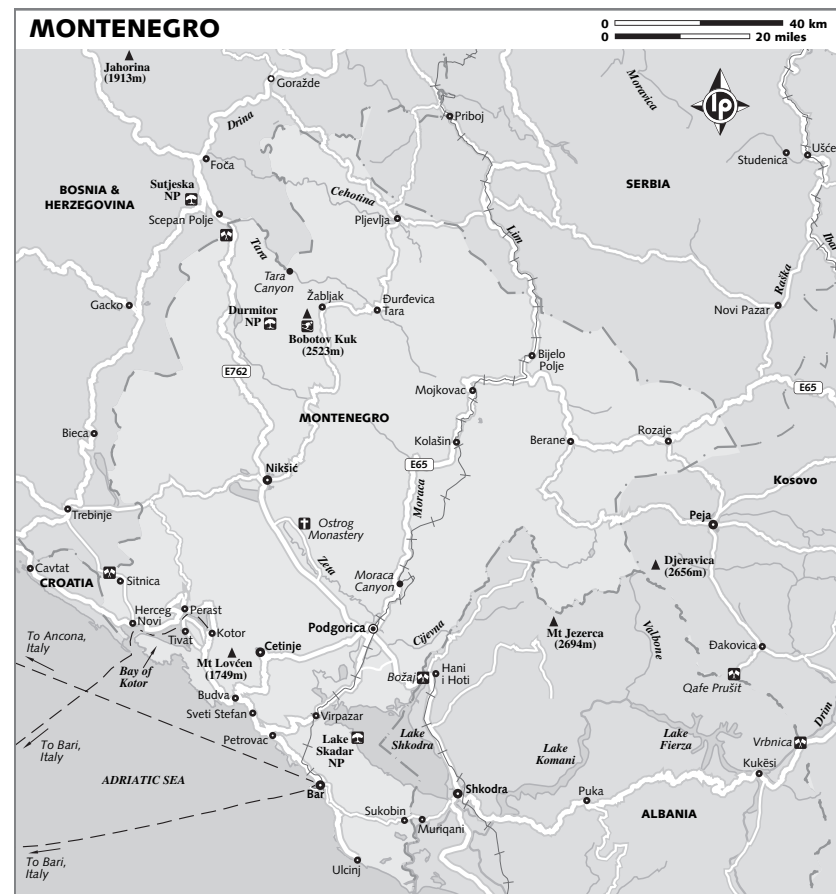 MONTENEGRO
0 40 km
0 20 miles
lp
Jahorina
(1913m)
Goražde
Moravica
Priboj
Drina
Ušće
Studenica
Foča
BOSNIA &
HERZEGOVINA
Sutjeska
NP
SERBIA
Cehotina
Scepan Polje
Pljevlja
Lim
Ibar
Tara
Tara
Canyon
Raška
Gacko
Žabljak
Đurđevica
Tara
Novi Pazar
Durmitor
NP
Bobotov Kuk
(2523m)
Bijelo
Polje
E762
Mojkovac
E65
MONTENEGRO
Bieca
Kolašin
Berane
Rozaje
E65
Nikšić
Kosovo
Moraca
Trebinje
Ostrog
Monastery
Peja
Zeta
Djeravica
(2656m)
Cavtat
CROATIA
Sitnica
Moraca
Canyon
Herceg
Novi
Perast
Mt Jezerca
(2694m)
Valbone
To Ancona,
Italy
Tivat
Kotor
Podgorica
Cijevna
Cetinje
Đakovica
Bay of
Kotor
Mt Lovćen
(1749m)
Božaj
Hani
i Hoti
Qafe Prušit
Budva
Sveti Stefan
Virpazar
Drim
To Bari,
Italy
Petrovac
Lake
Skadar
NP
Lake
Shkodra
Lake
Komani
Lake
Fierza
Vrbnica
Kukësi
ADRIATIC SEA
Bar
Shkodra
Puka
Sukobin
Muriqani
ALBANIA
To Bari,
Italy
Ulcinj